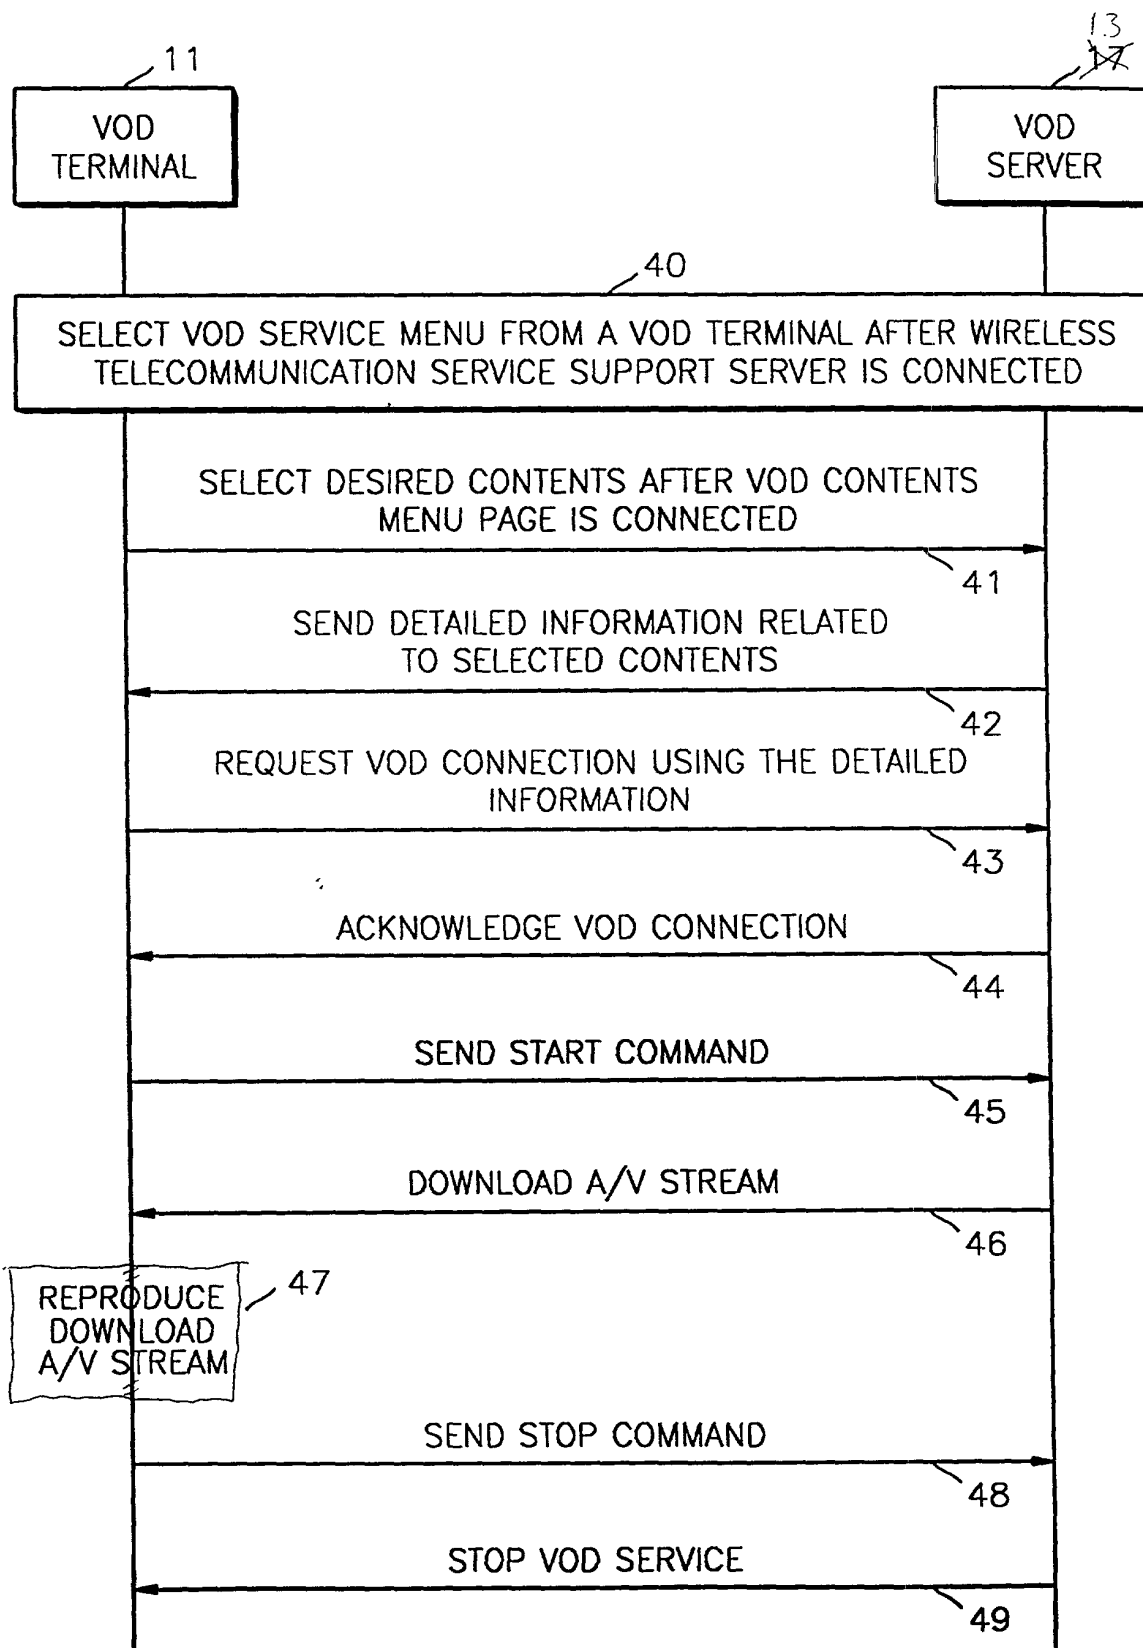 11
13
17
VOD
TERMINAL
VOD
SERVER
40
SELECT VOD SERVICE MENU FROM A VOD TERMINAL AFTER WIRELESS
TELECOMMUNICATION SERVICE SUPPORT SERVER IS CONNECTED
SELECT DESIRED CONTENTS AFTER VOD CONTENTS
MENU PAGE IS CONNECTED
41
SEND DETAILED INFORMATION RELATED
TO SELECTED CONTENTS
42
REQUEST VOD CONNECTION USING THE DETAILED
INFORMATION
43
ACKNOWLEDGE VOD CONNECTION
44
SEND START COMMAND
45
DOWNLOAD A/V STREAM
46
47
REPRODUCE
DOWNLOAD
A/V STREAM
SEND STOP COMMAND
48
STOP VOD SERVICE
49